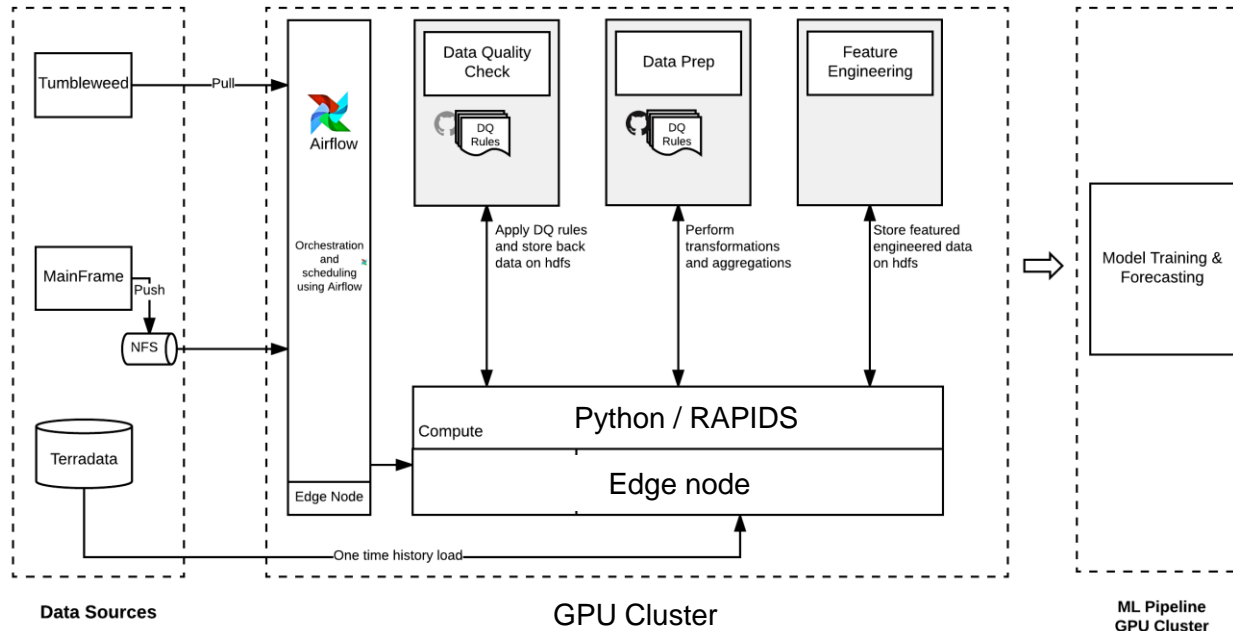 Tumbleweed
Pull
MainFrame
Push
NFS
Terradata
One time history load
Airflow
Orchestration
and
scheduling
using Airflow
Edge Node
Data Quality
Check
DQ
Rules
Data Prep
DQ
Rules
Feature
Engineering
Apply DQ rules
and store back
data on hdfs
Perform
transformations
and aggregations
Store featured
engineered data
on hdfs
Python / RAPIDS
Compute
Edge node
Model Training &
Forecasting
Data Sources
GPU Cluster
ML Pipeline
GPU Cluster